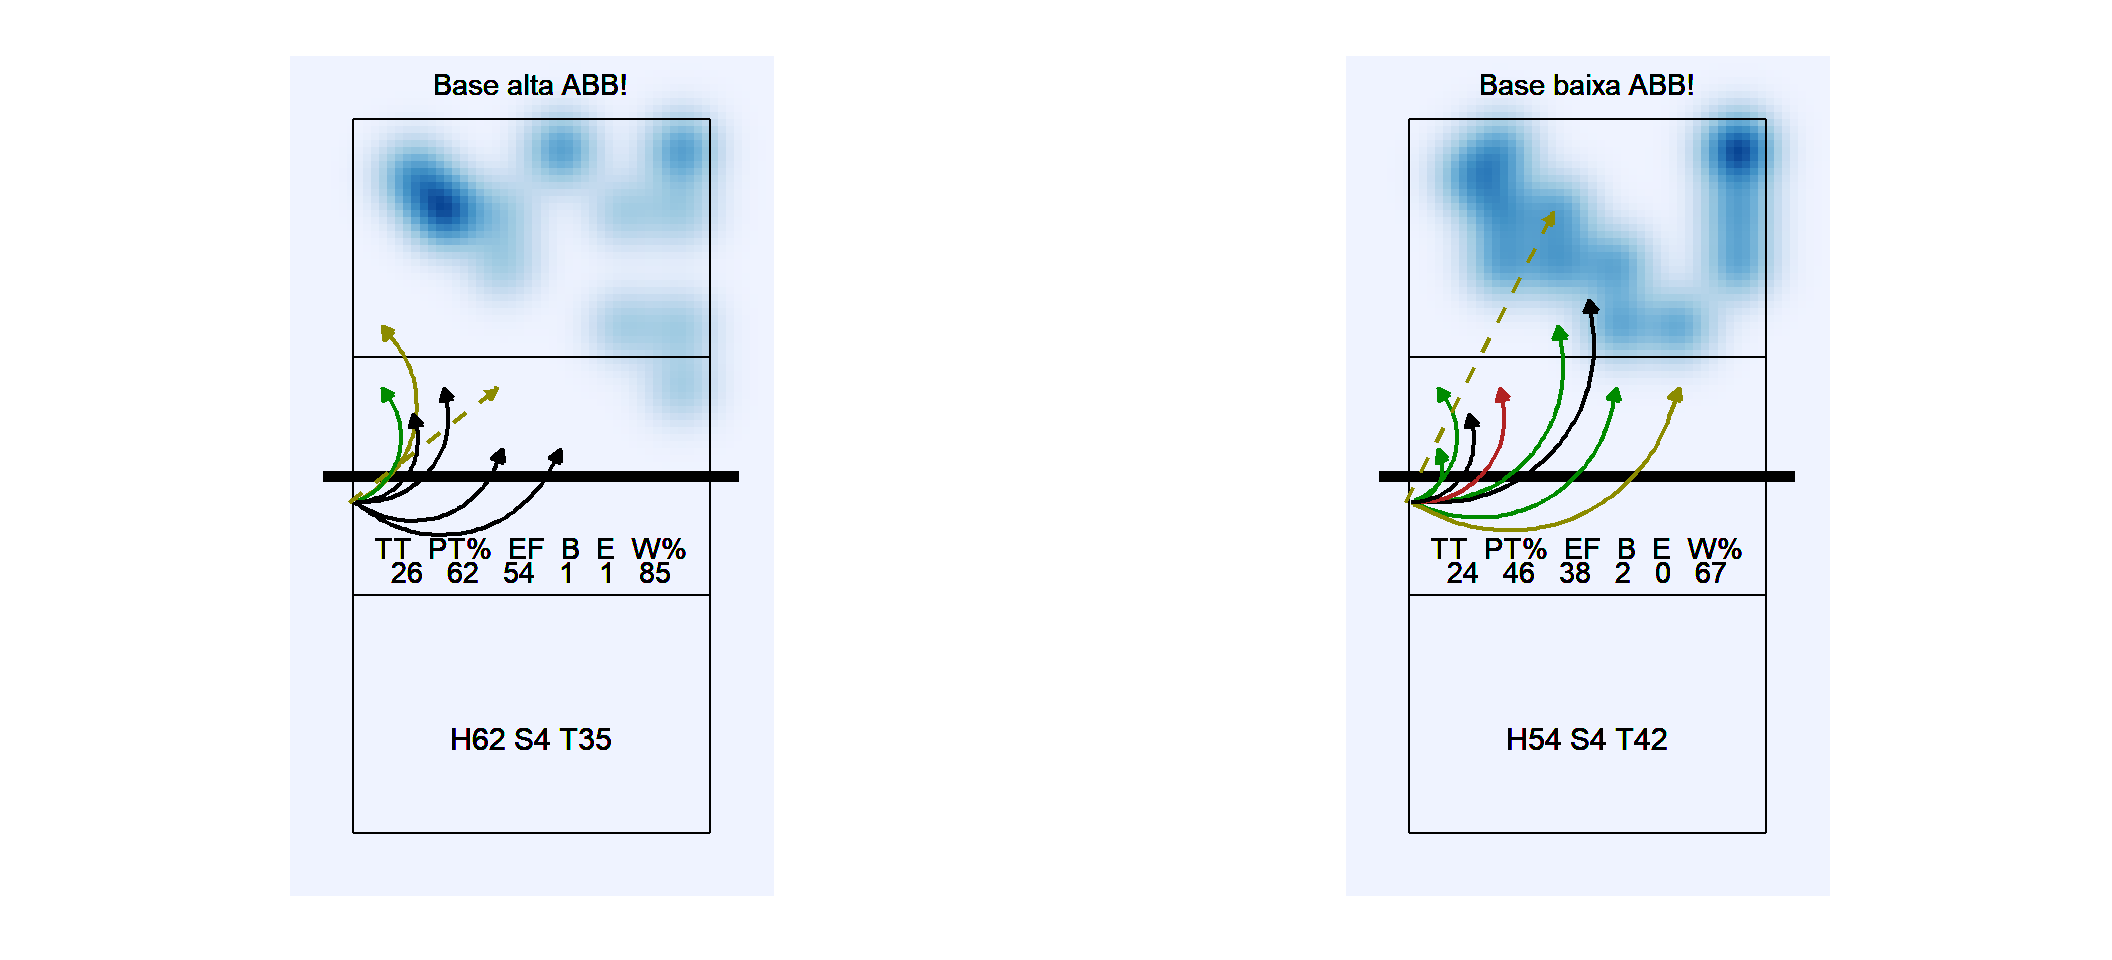 Base alta ABB!
TT PT% EF B E W%
26 62 54 1 1 85
H62 S4 T35
Base baixa ABB!
TT PT% EF B E W%
24 46 38 2 0 67
H54 S4 T42